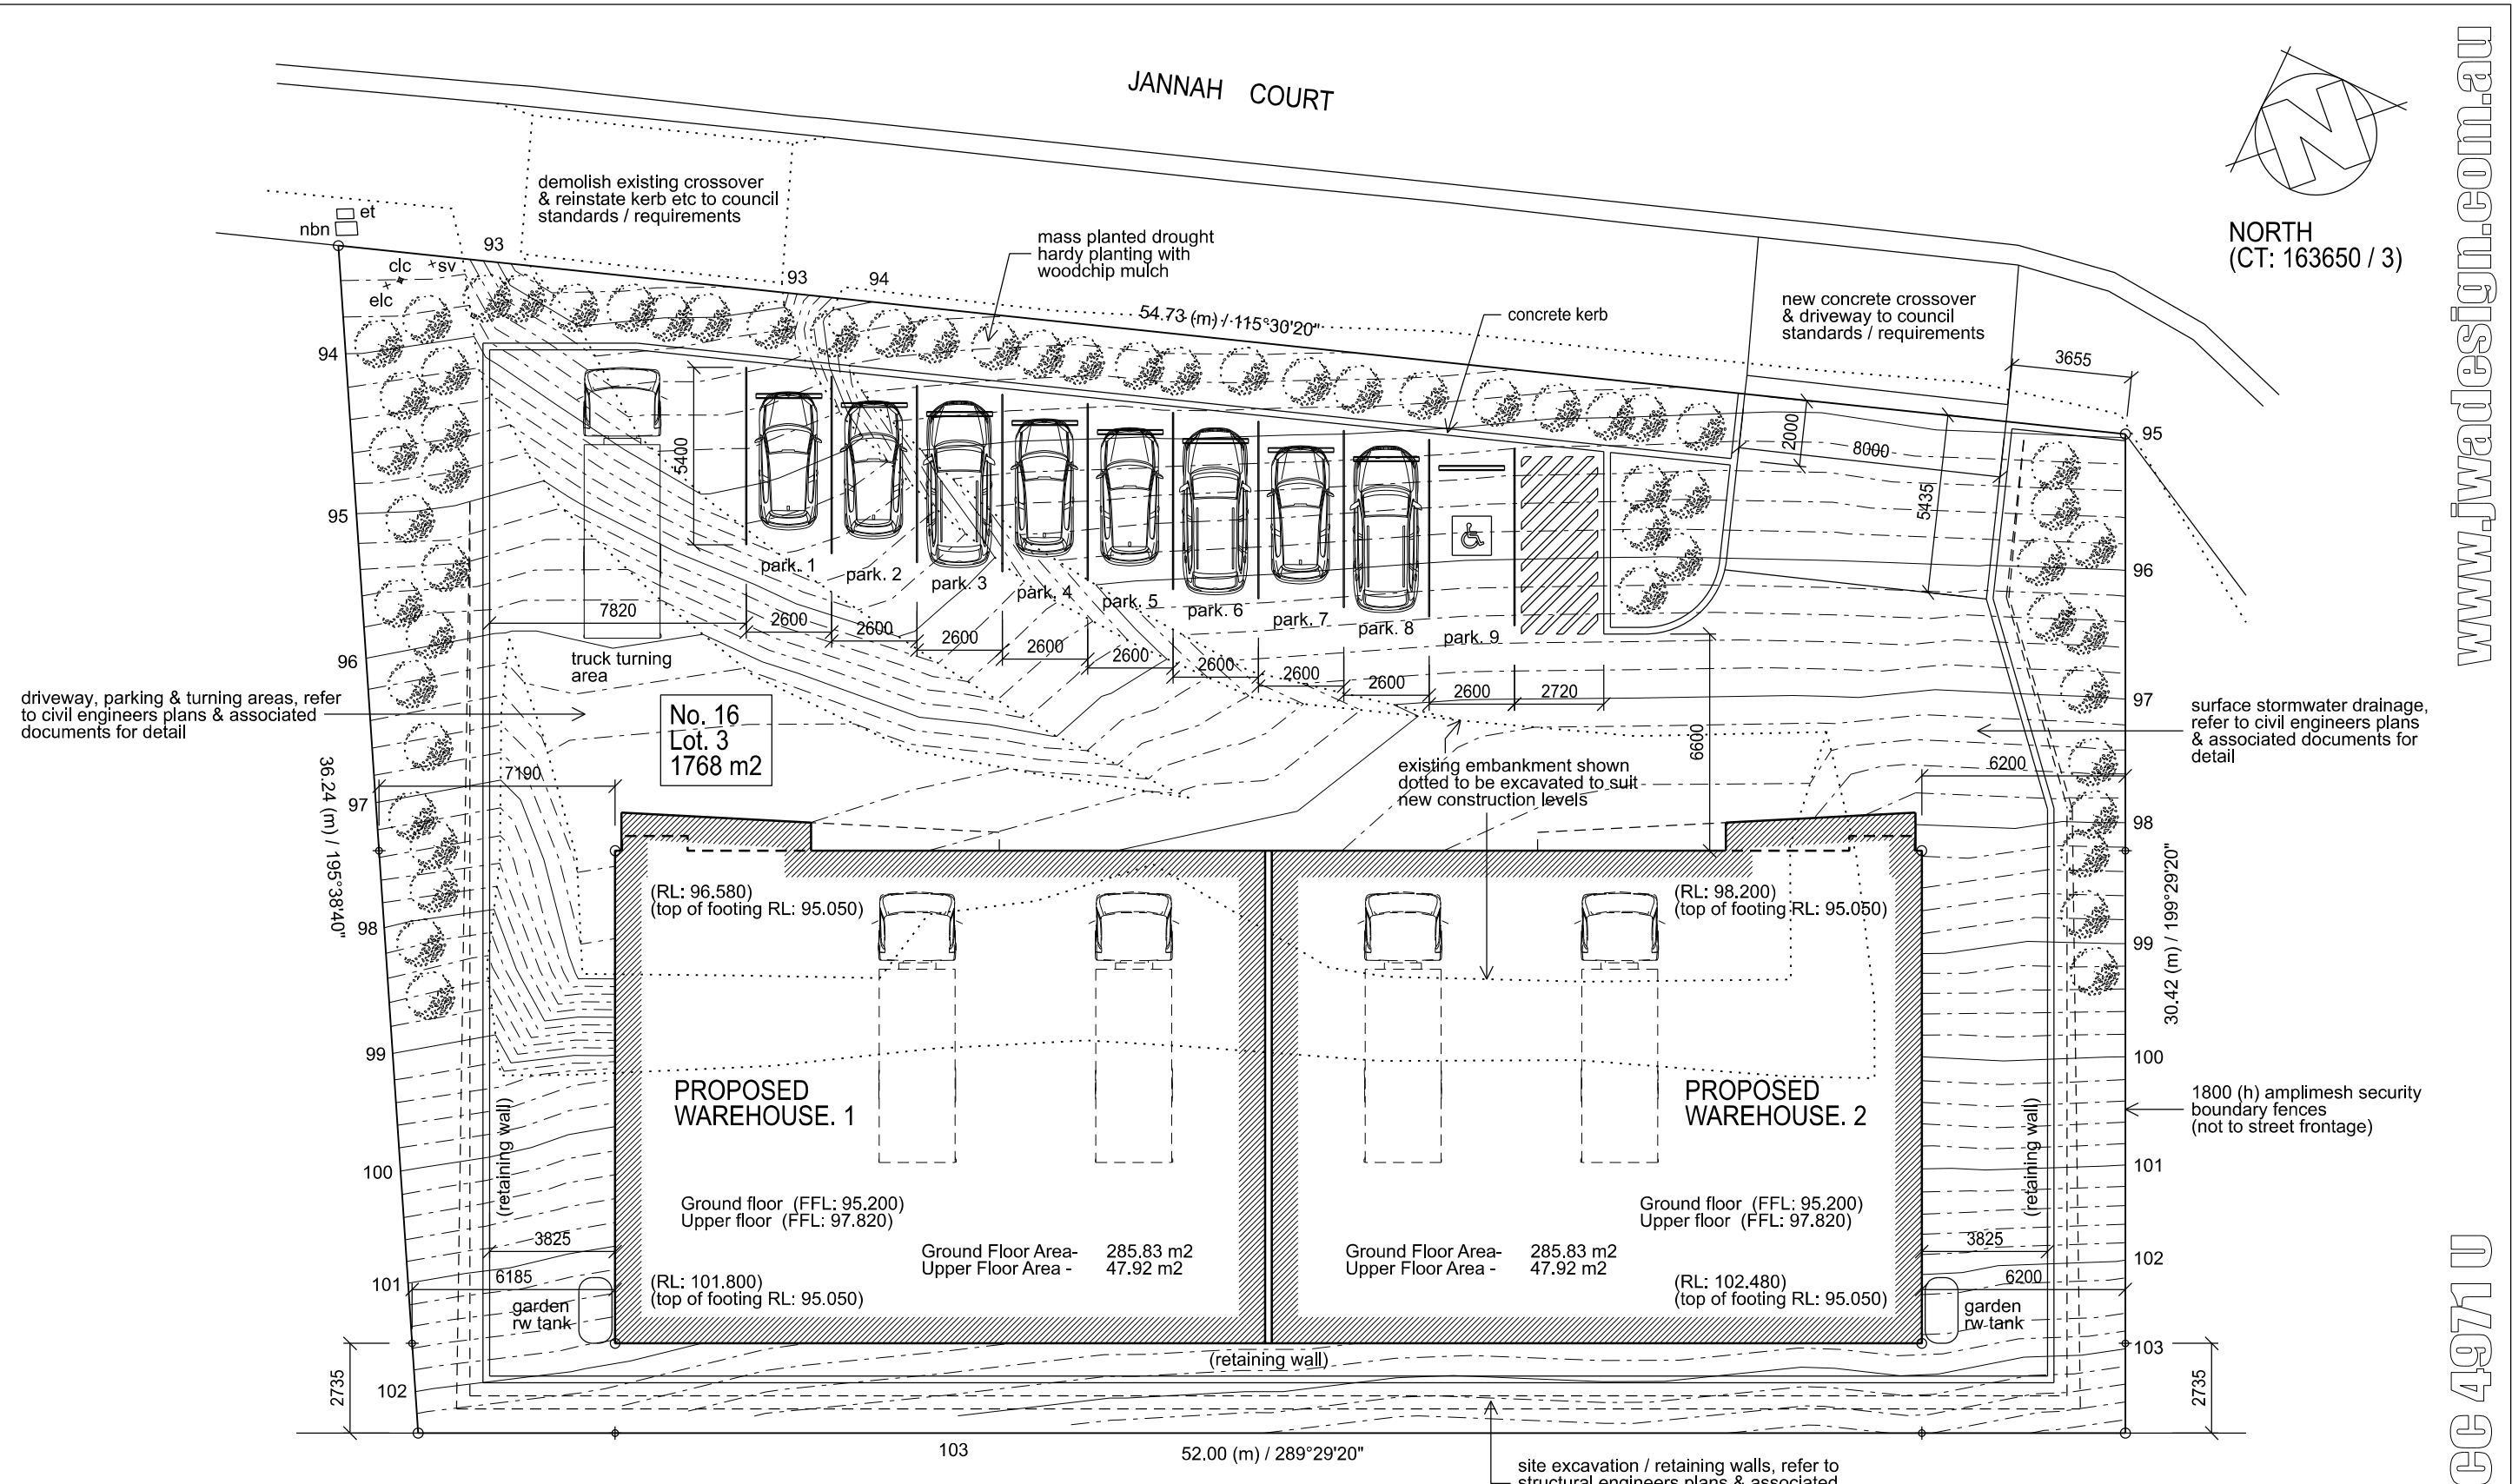 JANNAH COURT
www.jwadesign.com.au
NORTH
(CT: 163650 / 3)
demolish existing crossover
& reinstate kerb etc to council
standards / requirements
et
nbn
clc
sv
elc
93
93
94
mass planted drought
hardy planting with
woodchip mulch
54.73 (m) / 115°30'20"
concrete kerb
new concrete crossover
& driveway to council
standards / requirements
3655
2000
8000
5435
5400
95
94
95
96
97
98
99
100
101
102
park. 1
park. 2
park. 3
park. 4
park. 5
park. 6
park. 7
park. 8
park. 9
7820
2600
2600
2600
2600
2600
2600
2600
2600
2600
2720
truck turning
area
6600
96
97
98
99
100
101
102
103
driveway, parking & turning areas, refer
to civil engineers plans & associated
documents for detail
No. 16
Lot. 3
1768 m2
7190
36.24 (m) / 195°38'40"
existing embankment shown
dotted to be excavated to suit
new construction levels
6200
surface stormwater drainage,
refer to civil engineers plans
& associated documents for
detail
30.42 (m) / 199°29'20"
(RL: 96.580)
(top of footing RL: 95.050)
(RL: 98.200)
(top of footing RL: 95.050)
PROPOSED
WAREHOUSE. 1
PROPOSED
WAREHOUSE. 2
1800 (h) amplimesh security
boundary fences
(not to street frontage)
(retaining wall)
(retaining wall)
Ground floor (FFL: 95.200)
Upper floor (FFL: 97.820)
Ground floor (FFL: 95.200)
Upper floor (FFL: 97.820)
Ground Floor Area- 285.83 m2
Upper Floor Area - 47.92 m2
Ground Floor Area- 285.83 m2
Upper Floor Area - 47.92 m2
3825
6185
3825
6200
garden
rw tank
(RL: 101.800)
(top of footing RL: 95.050)
(RL: 102.480)
(top of footing RL: 95.050)
garden
rw tank
(retaining wall)
2735
2735
103
52.00 (m) / 289°29'20"
site excavation / retaining walls, refer to
structural engineers plans & associated
CC 4971 U